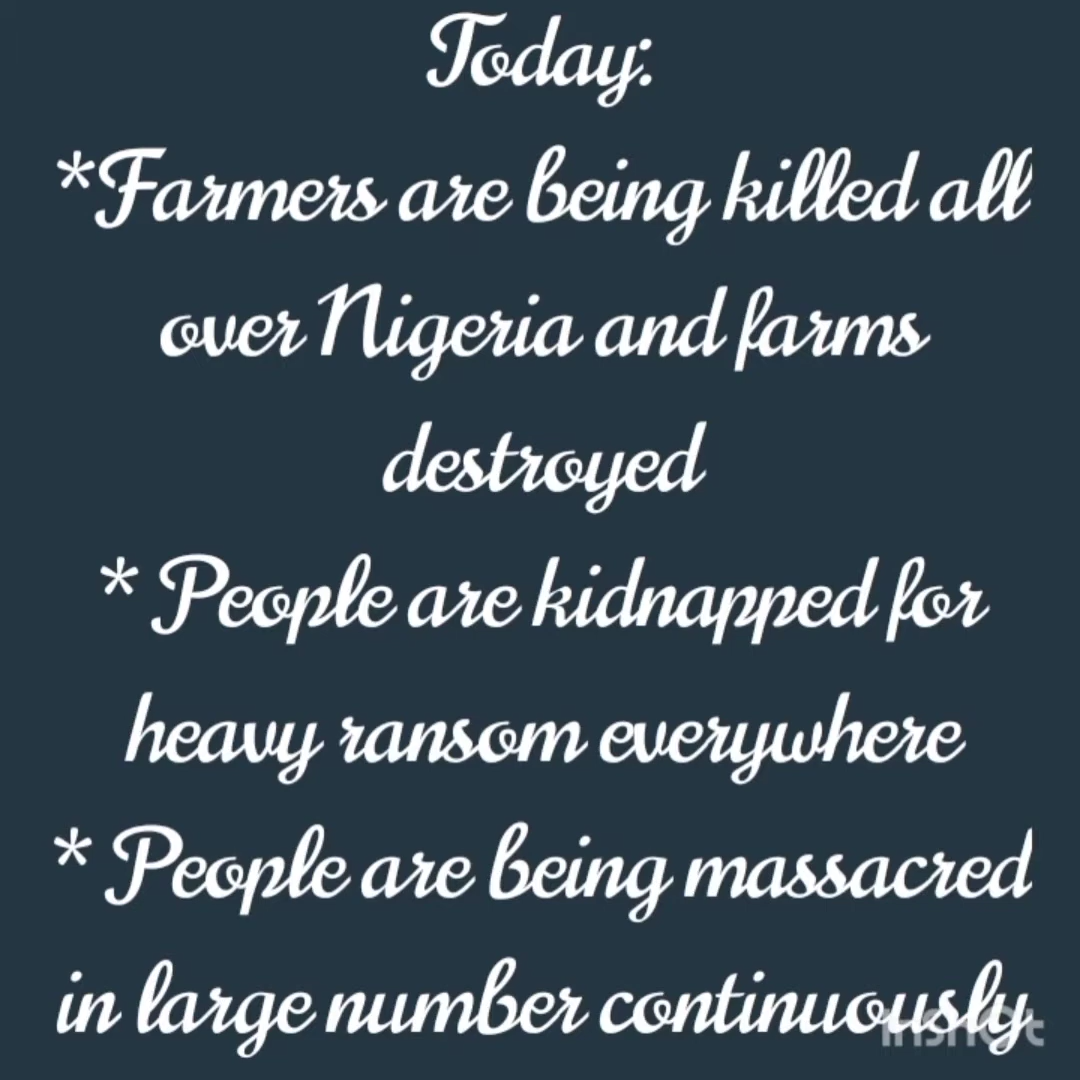 Today:
*Farmers are being killed all
over Nigeria and farms
destroyed
* People are kidnapped for
heavy ransom everywhere
* People are being massacred
in large number continuously
InShOt